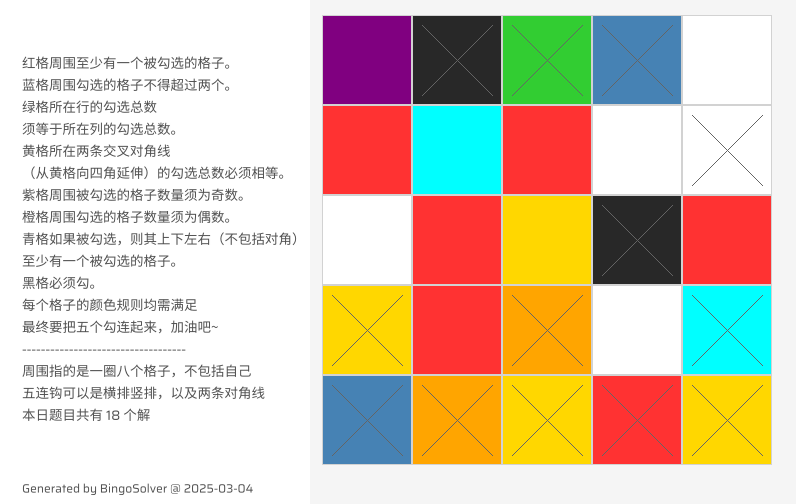 红格周围至少有一个被勾选的格子。
蓝格周围勾选的格子不得超过两个。
绿格所在行的勾选总数
须等于所在列的勾选总数。
黄格所在两条交叉对角线
（从黄格向四角延伸）的勾选总数必须相等。
紫格周围被勾选的格子数量须为奇数。
橙格周围勾选的格子数量须为偶数。
青格如果被勾选，则其上下左右（不包括对角）
至少有一个被勾选的格子。
黑格必须勾。
每个格子的颜色规则均需满足
最终要把五个勾连起来，加油吧~
-----------------------------------
周围指的是一圈八个格子，不包括自己
五连钩可以是横排竖排，以及两条对角线
本日题目共有 18 个解
Generated by BingoSolver @ 2025-03-04